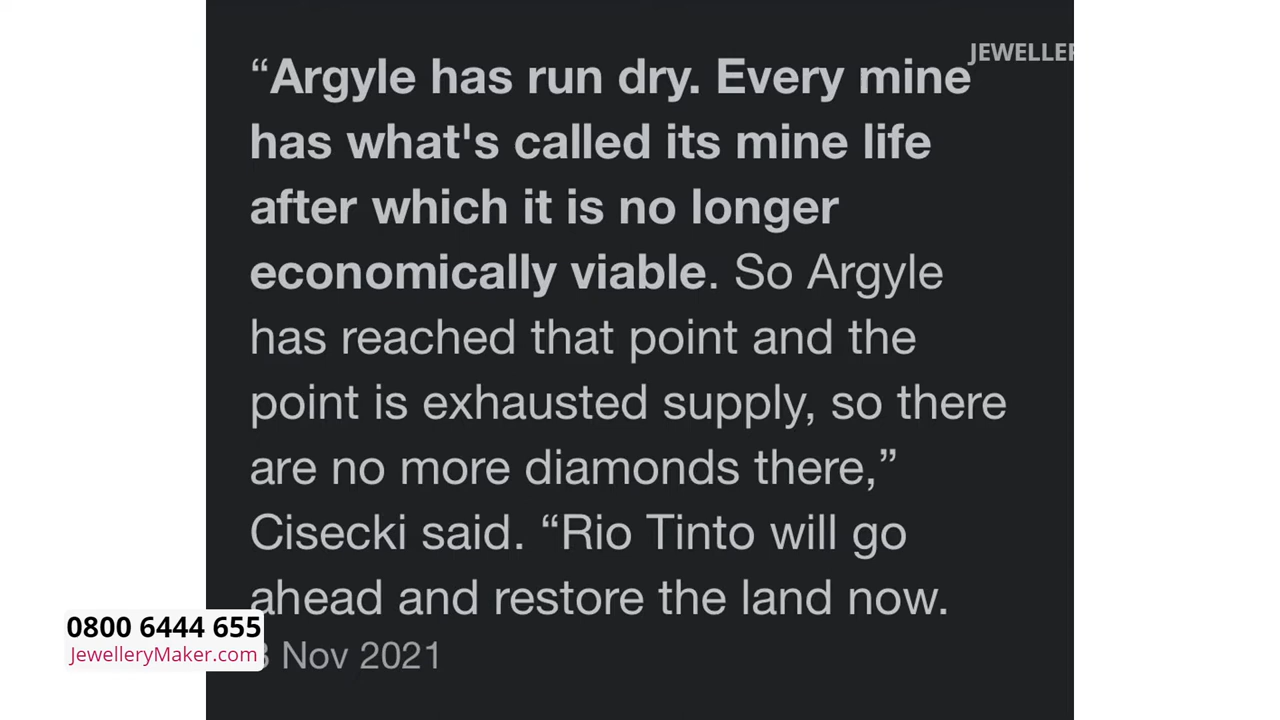 JEWELLER
“Argyle has run dry. Every mine
has what's called its mine life
after which it is no longer
economically viable. So Argyle
has reached that point and the
point is exhausted supply, so there
are no more diamonds there,”
Cisecki said. “Rio Tinto will go
ahead and restore the land now.
0800 6444 655
JewelleryMaker.com
Nov 2021